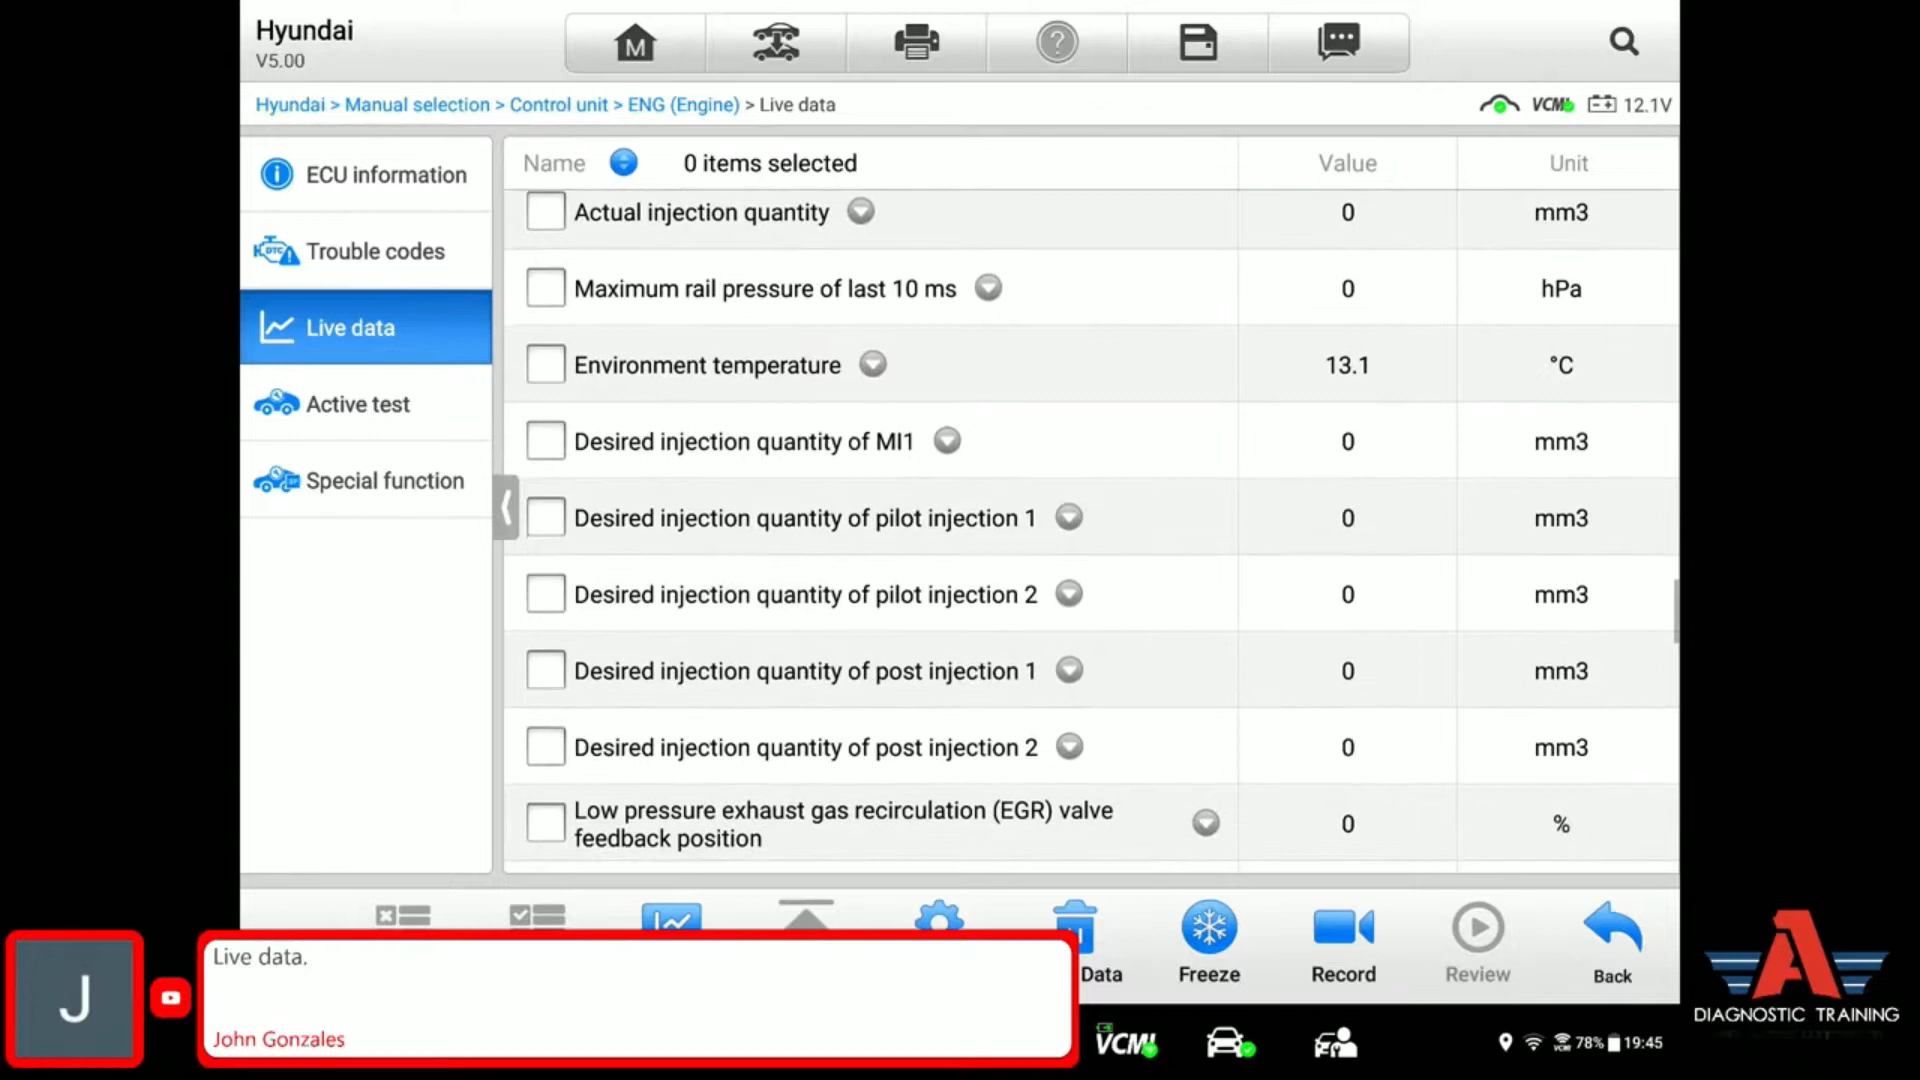 Hyundai
V5.00
M
?
Hyundai > Manual selection > Control unit > ENG (Engine) > Live data
VCMI
12.1V
ECU information
DTC
Trouble codes
Live data
Active test
Special function
Name
0 items selected
Value
Unit
Actual injection quantity
0
mm3
Maximum rail pressure of last 10 ms
0
hPa
Environment temperature
13.1
°C
Desired injection quantity of MI1
0
mm3
Desired injection quantity of pilot injection 1
0
mm3
Desired injection quantity of pilot injection 2
0
mm3
Desired injection quantity of post injection 1
0
mm3
Desired injection quantity of post injection 2
0
mm3
Low pressure exhaust gas recirculation (EGR) valve
feedback position
0
%
Data
Freeze
Record
Review
Back
J
Live data.
John Gonzales
VCMI
VCMI
78%
19:45
A
DIAGNOSTIC TRAINING